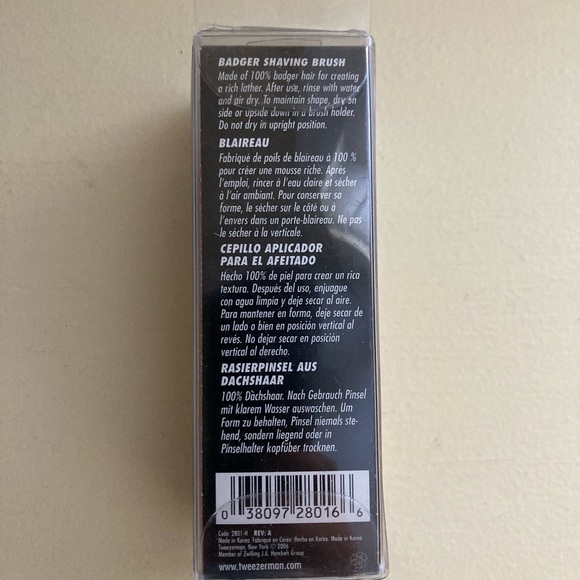 BADGER SHAVING BRUSH
Made of 100% badger hair for creating
a rich lather. After use, rinse with water
and air dry. To maintain shape, dry on
side or upside down in a brush holder.
Do not dry in upright position.
BLAIREAU
Fabriqué de poils de blaireau à 100 %
pour créer une mousse riche. Après
l'emploi, rincer à l'eau claire et sécher
à l'air ambiant. Pour conserver sa
forme, le sécher sur le côté ou à
l'envers dans un porte-blaireau. Ne pas
le sécher à la verticale.
CEPILLO APLICADOR
PARA EL AFEITADO
Hecho 100% de piel para crear un rica
textura. Después del uso, enjuague
con agua limpia y deje secar al aire.
Para mantener en forma, deje secar de
un lado o bien en posición vertical al
revés. No dejar secar en posición
vertical al derecho.
RASIERPINSEL AUS
DACHSHAAR
100% Dachshaar. Nach Gebrauch Pinsel
mit klarem Wasser auswaschen. Um
Form zu behalten, Pinsel niemals ste-
hend, sondern liegend oder in
Pinselhalter kopfüber trocknen.
0 38097 28016 6
Code: 2801-H REV: A
Made in Korea. Fabriqué en Corée. Hecho en Korea. Made in Korea.
Tweezerman, New York © 2006
Member of Zwilling J.A. Henckels Group
www.tweezerman.com